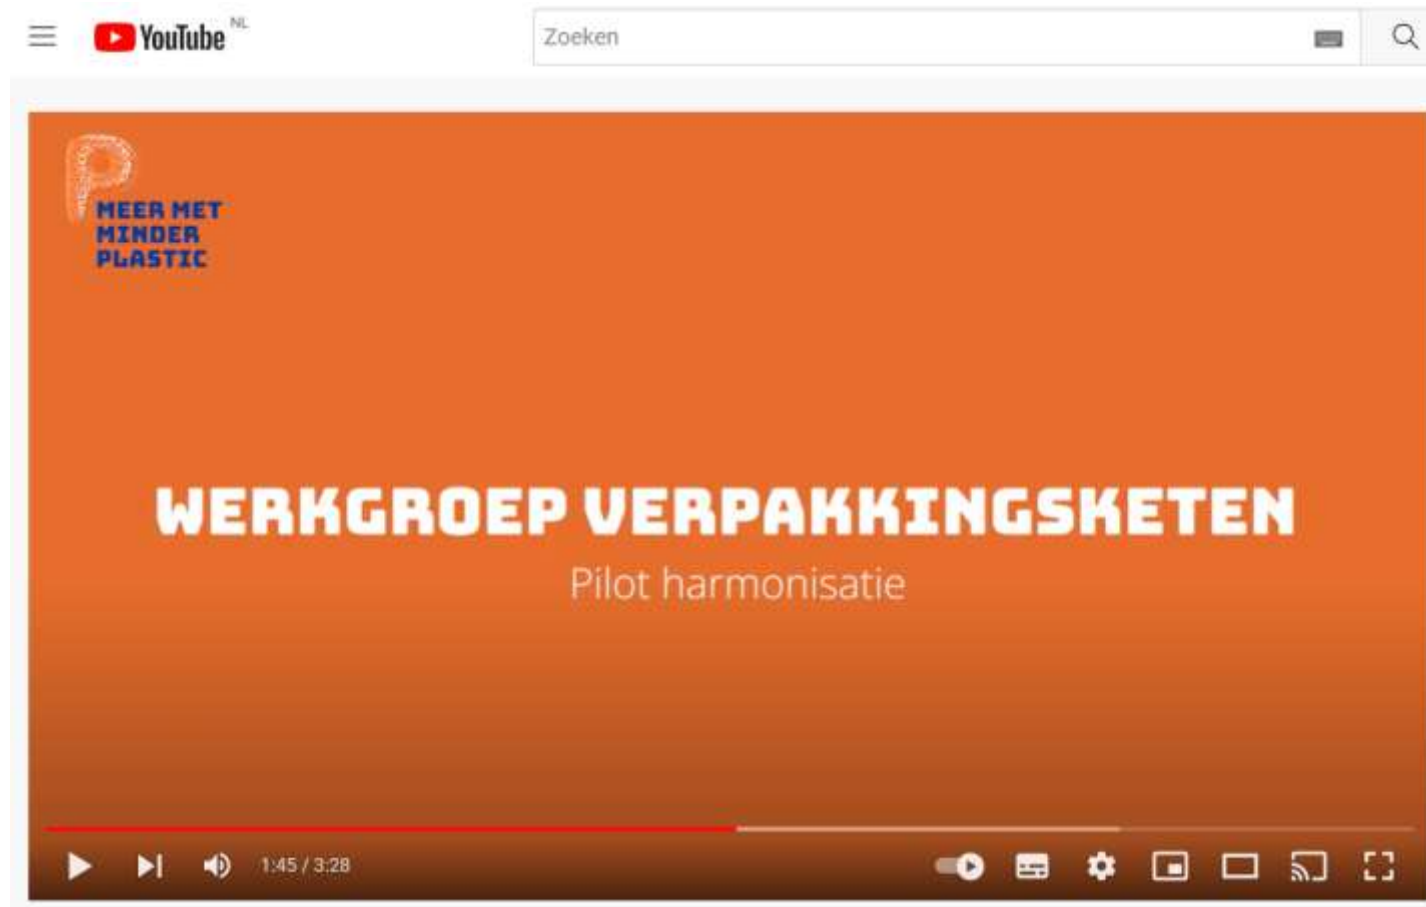 YouTube NL
Zoeken
MEER MET
MINDER
PLASTIC
WERKGROEP VERPAKKINGSKETEN
Pilot harmonisatie
1:45 / 3:28